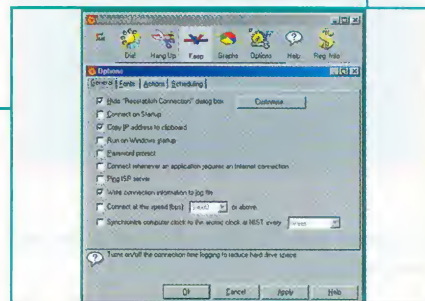 Dial Hang Up Keep Graphs Options Help Reg Info
Options
General Fonts Actions Scheduling
Hide "Reestablish Connection" dialog box Customize
Connect on Startup
Copy IP address to clipboard
Run on Windows startup
Password protect
Connect whenever an application requires an Internet connection
Ping ISP server
Write connection information to log file
Connect at this speed (bps) or above.
Synchronize computer clock to the atomic clock at NIST every
Turns on/off the connection time logging to reduce hard drive space
Ok Cancel Apply Help